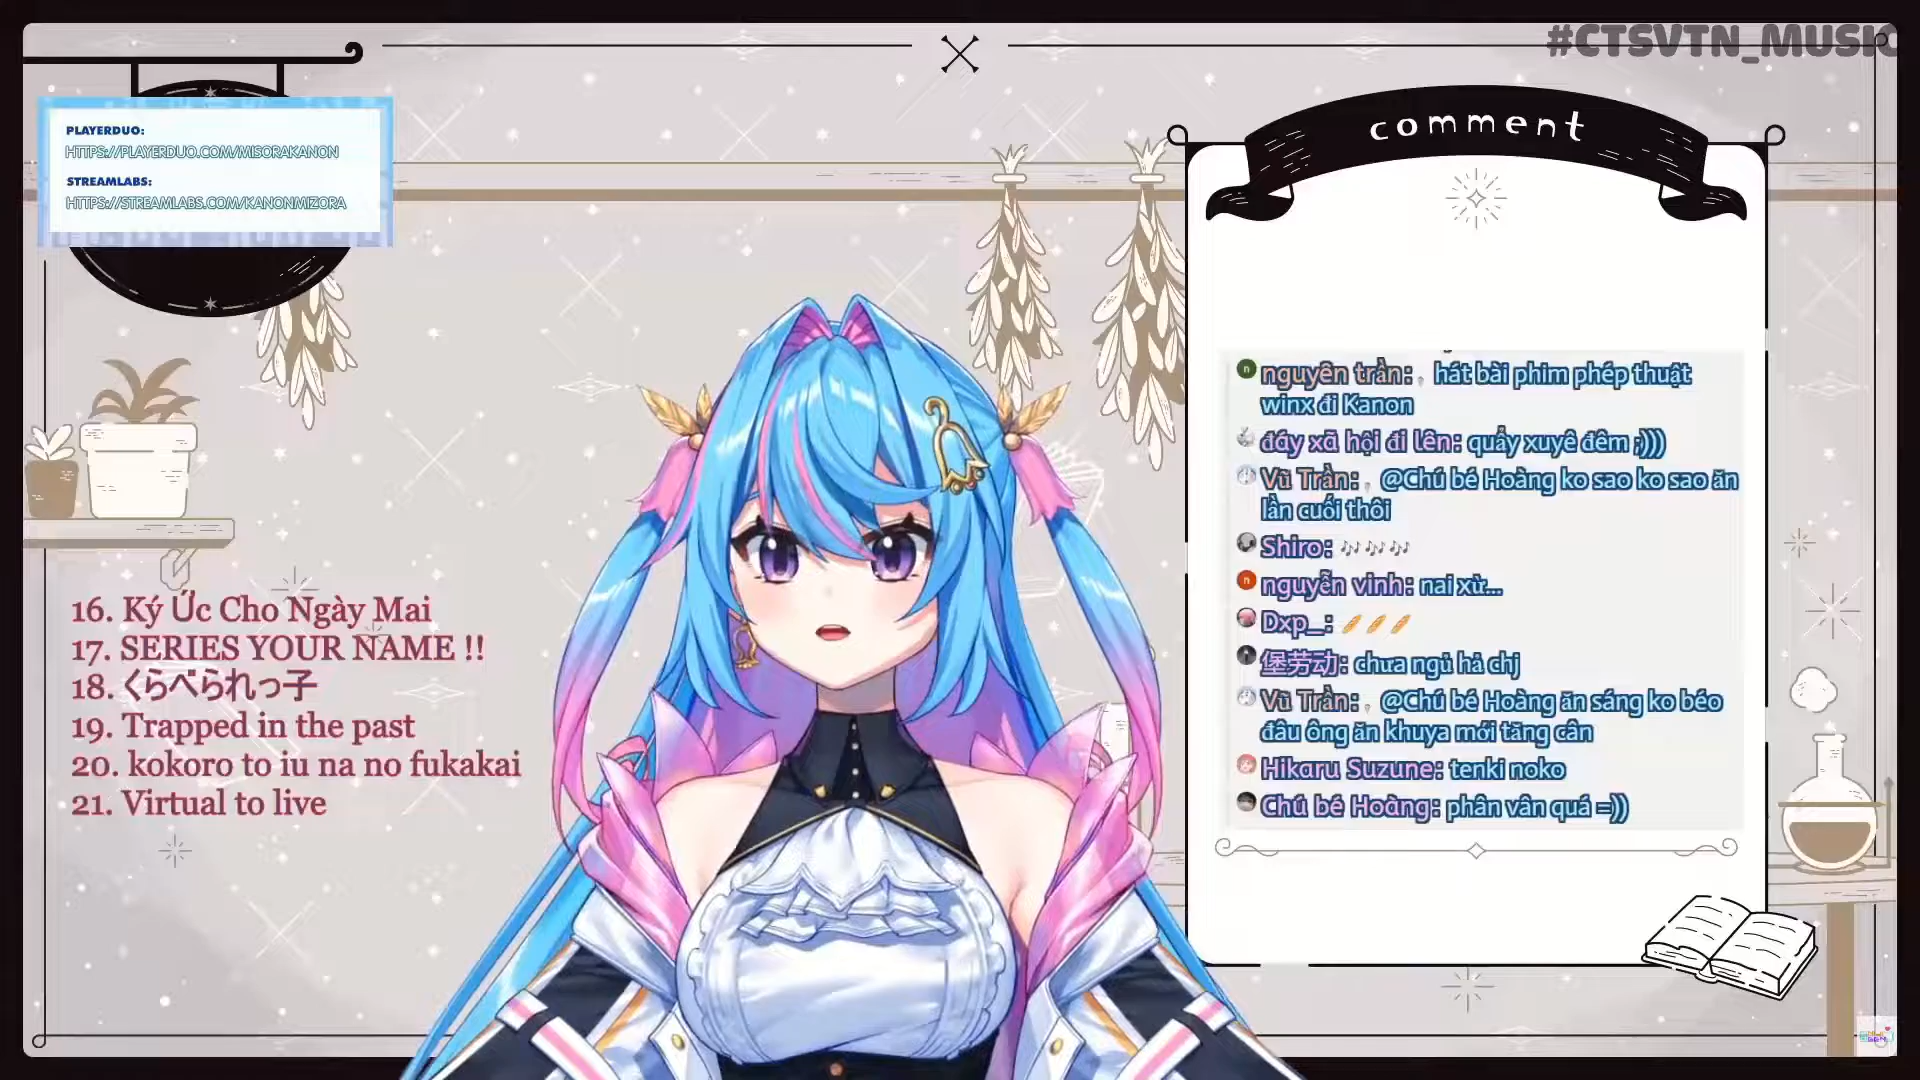 #CTSVTN_MUSIC
PLAYERDUO:
HTTPS://PLAYERDUO.COM/MISORAKANON
STREAMLABS:
HTTPS://STREAMLABS.COM/KANONMIZORA
16. Ký Ức Cho Ngày Mai
17. SERIES YOUR NAME !!
18. くらべられっ子
19. Trapped in the past
20. kokoro to iu na no fukakai
21. Virtual to live
comment
nguyên trần: , hát bài phim phép thuật
winx đi Kanon
đáy xã hội đi lên: quẩy xuyê đêm ;)))
Vũ Trần: , @Chú bé Hoàng ko sao ko sao ăn
lần cuối thôi
Shiro: 🎶🎶🎶
nguyễn vinh: nai xừ...
Dxp_: 🥖🥖🥖
堡劳动: chưa ngủ hả chj
Vũ Trần: , @Chú bé Hoàng ăn sáng ko béo
đâu ông ăn khuya mới tăng cân
Hikaru Suzune: tenki noko
Chú bé Hoàng: phân vân quá =))